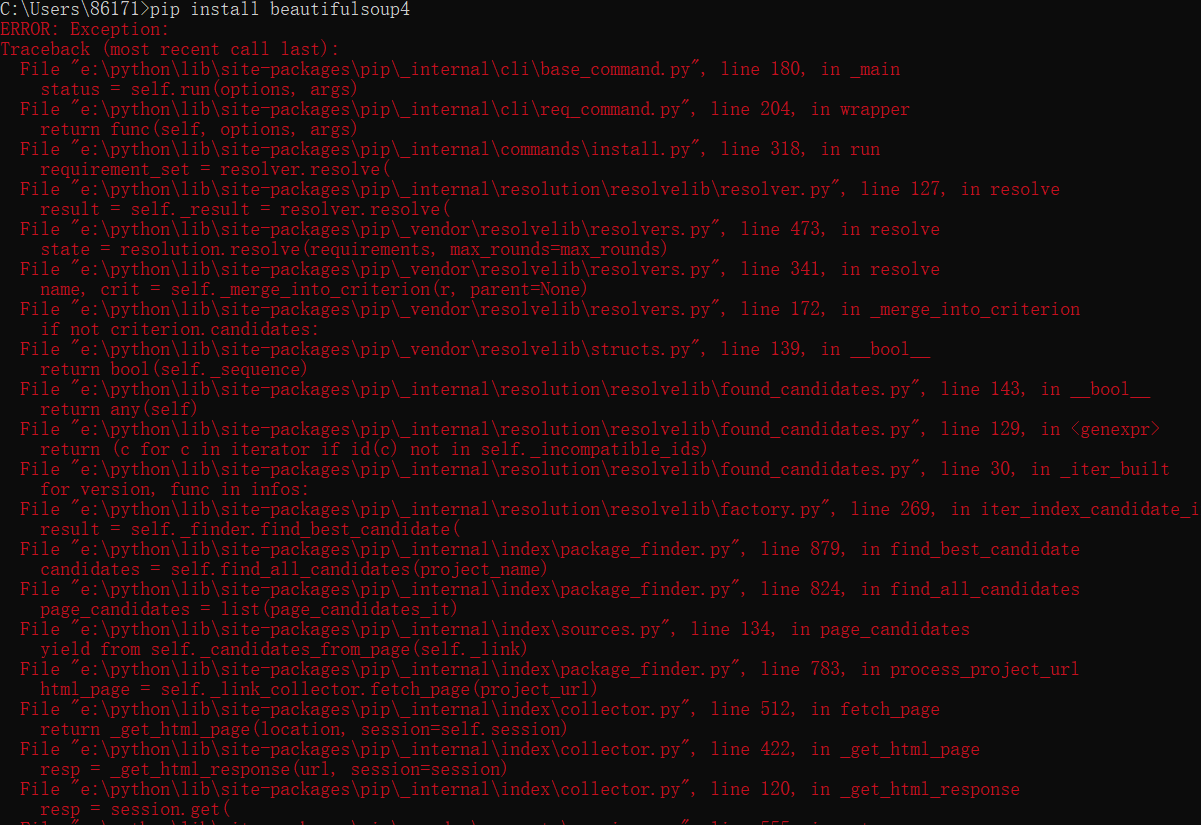 C:\Users\86171>pip install beautifulsoup4
ERROR: Exception:
Traceback (most recent call last):
  File "e:\python\lib\site-packages\pip\_internal\cli\base_command.py", line 180, in _main
    status = self.run(options, args)
  File "e:\python\lib\site-packages\pip\_internal\cli\req_command.py", line 204, in wrapper
    return func(self, options, args)
  File "e:\python\lib\site-packages\pip\_internal\commands\install.py", line 318, in run
    requirement_set = resolver.resolve(
  File "e:\python\lib\site-packages\pip\_internal\resolution\resolvelib\resolver.py", line 127, in resolve
    result = self._result = resolver.resolve(
  File "e:\python\lib\site-packages\pip\_vendor\resolvelib\resolvers.py", line 473, in resolve
    state = resolution.resolve(requirements, max_rounds=max_rounds)
  File "e:\python\lib\site-packages\pip\_vendor\resolvelib\resolvers.py", line 341, in resolve
    name, crit = self._merge_into_criterion(r, parent=None)
  File "e:\python\lib\site-packages\pip\_vendor\resolvelib\resolvers.py", line 172, in _merge_into_criterion
    if not criterion.candidates:
  File "e:\python\lib\site-packages\pip\_vendor\resolvelib\structs.py", line 139, in __bool__
    return bool(self._sequence)
  File "e:\python\lib\site-packages\pip\_internal\resolution\resolvelib\found_candidates.py", line 143, in __bool__
    return any(self)
  File "e:\python\lib\site-packages\pip\_internal\resolution\resolvelib\found_candidates.py", line 129, in <genexpr>
    return (c for c in iterator if id(c) not in self._incompatible_ids)
  File "e:\python\lib\site-packages\pip\_internal\resolution\resolvelib\found_candidates.py", line 30, in _iter_built
    for version, func in infos:
  File "e:\python\lib\site-packages\pip\_internal\resolution\resolvelib\factory.py", line 269, in iter_index_candidate_i
    result = self._finder.find_best_candidate(
  File "e:\python\lib\site-packages\pip\_internal\index\package_finder.py", line 879, in find_best_candidate
    candidates = self.find_all_candidates(project_name)
  File "e:\python\lib\site-packages\pip\_internal\index\package_finder.py", line 824, in find_all_candidates
    page_candidates = list(page_candidates_it)
  File "e:\python\lib\site-packages\pip\_internal\index\sources.py", line 134, in page_candidates
    yield from self._candidates_from_page(self._link)
  File "e:\python\lib\site-packages\pip\_internal\index\package_finder.py", line 783, in process_project_url
    html_page = self._link_collector.fetch_page(project_url)
  File "e:\python\lib\site-packages\pip\_internal\index\collector.py", line 512, in fetch_page
    return _get_html_page(location, session=self.session)
  File "e:\python\lib\site-packages\pip\_internal\index\collector.py", line 422, in _get_html_page
    resp = _get_html_response(url, session=session)
  File "e:\python\lib\site-packages\pip\_internal\index\collector.py", line 120, in _get_html_response
    resp = session.get(